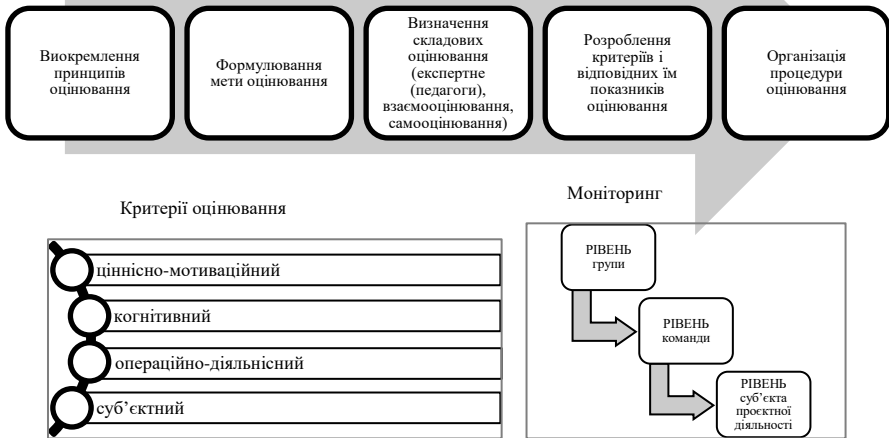 Виокремлення
принципів
оцінювання
Формулювання
мети оцінювання
Визначення
складових
оцінювання
(експертне
(педагоги),
взаємооцінювання,
самооцінювання)
Розроблення
критеріїв і
відповідних їм
показників
оцінювання
Організація
процедури
оцінювання
Критерії оцінювання
ціннісно-мотиваційний
когнітивний
операційно-діяльнісний
суб’єктний
Моніторинг
РІВЕНЬ
групи
РІВЕНЬ
команди
РІВЕНЬ
суб’єкта
проєктної
діяльності